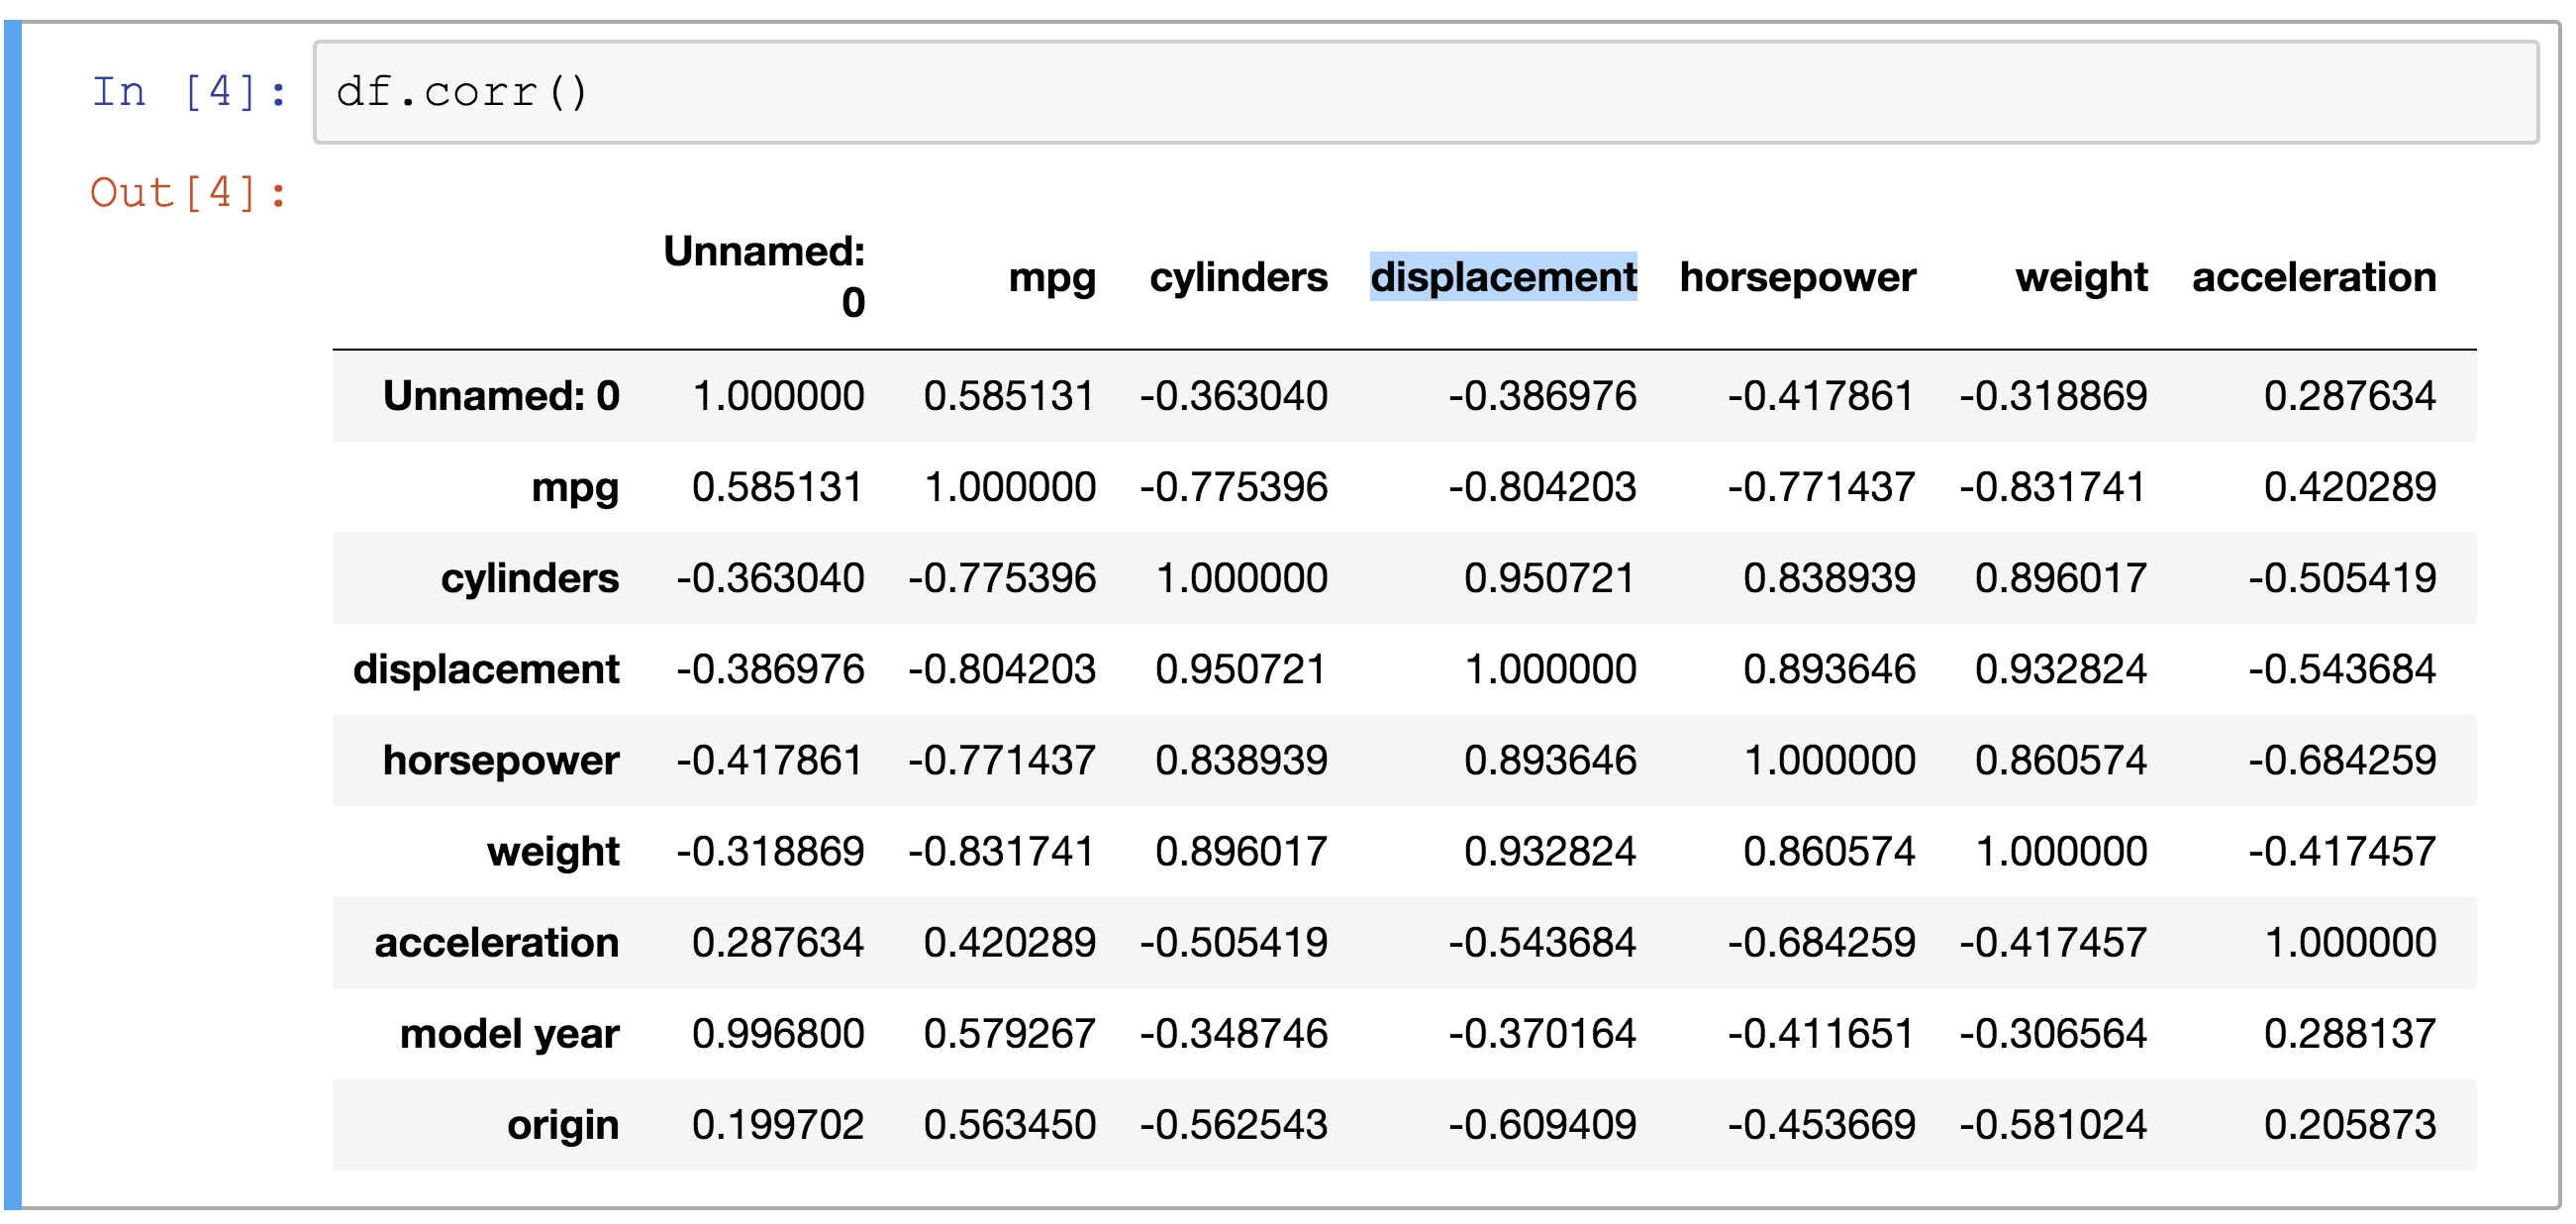 In [4]: df.corr()
Out[4]:
Unnamed: 0 mpg cylinders displacement horsepower weight acceleration
Unnamed: 0 1.000000 0.585131 -0.363040 -0.386976 -0.417861 -0.318869 0.287634
mpg 0.585131 1.000000 -0.775396 -0.804203 -0.771437 -0.831741 0.420289
cylinders -0.363040 -0.775396 1.000000 0.950721 0.838939 0.896017 -0.505419
displacement -0.386976 -0.804203 0.950721 1.000000 0.893646 0.932824 -0.543684
horsepower -0.417861 -0.771437 0.838939 0.893646 1.000000 0.860574 -0.684259
weight -0.318869 -0.831741 0.896017 0.932824 0.860574 1.000000 -0.417457
acceleration 0.287634 0.420289 -0.505419 -0.543684 -0.684259 -0.417457 1.000000
model year 0.996800 0.579267 -0.348746 -0.370164 -0.411651 -0.306564 0.288137
origin 0.199702 0.563450 -0.562543 -0.609409 -0.453669 -0.581024 0.205873